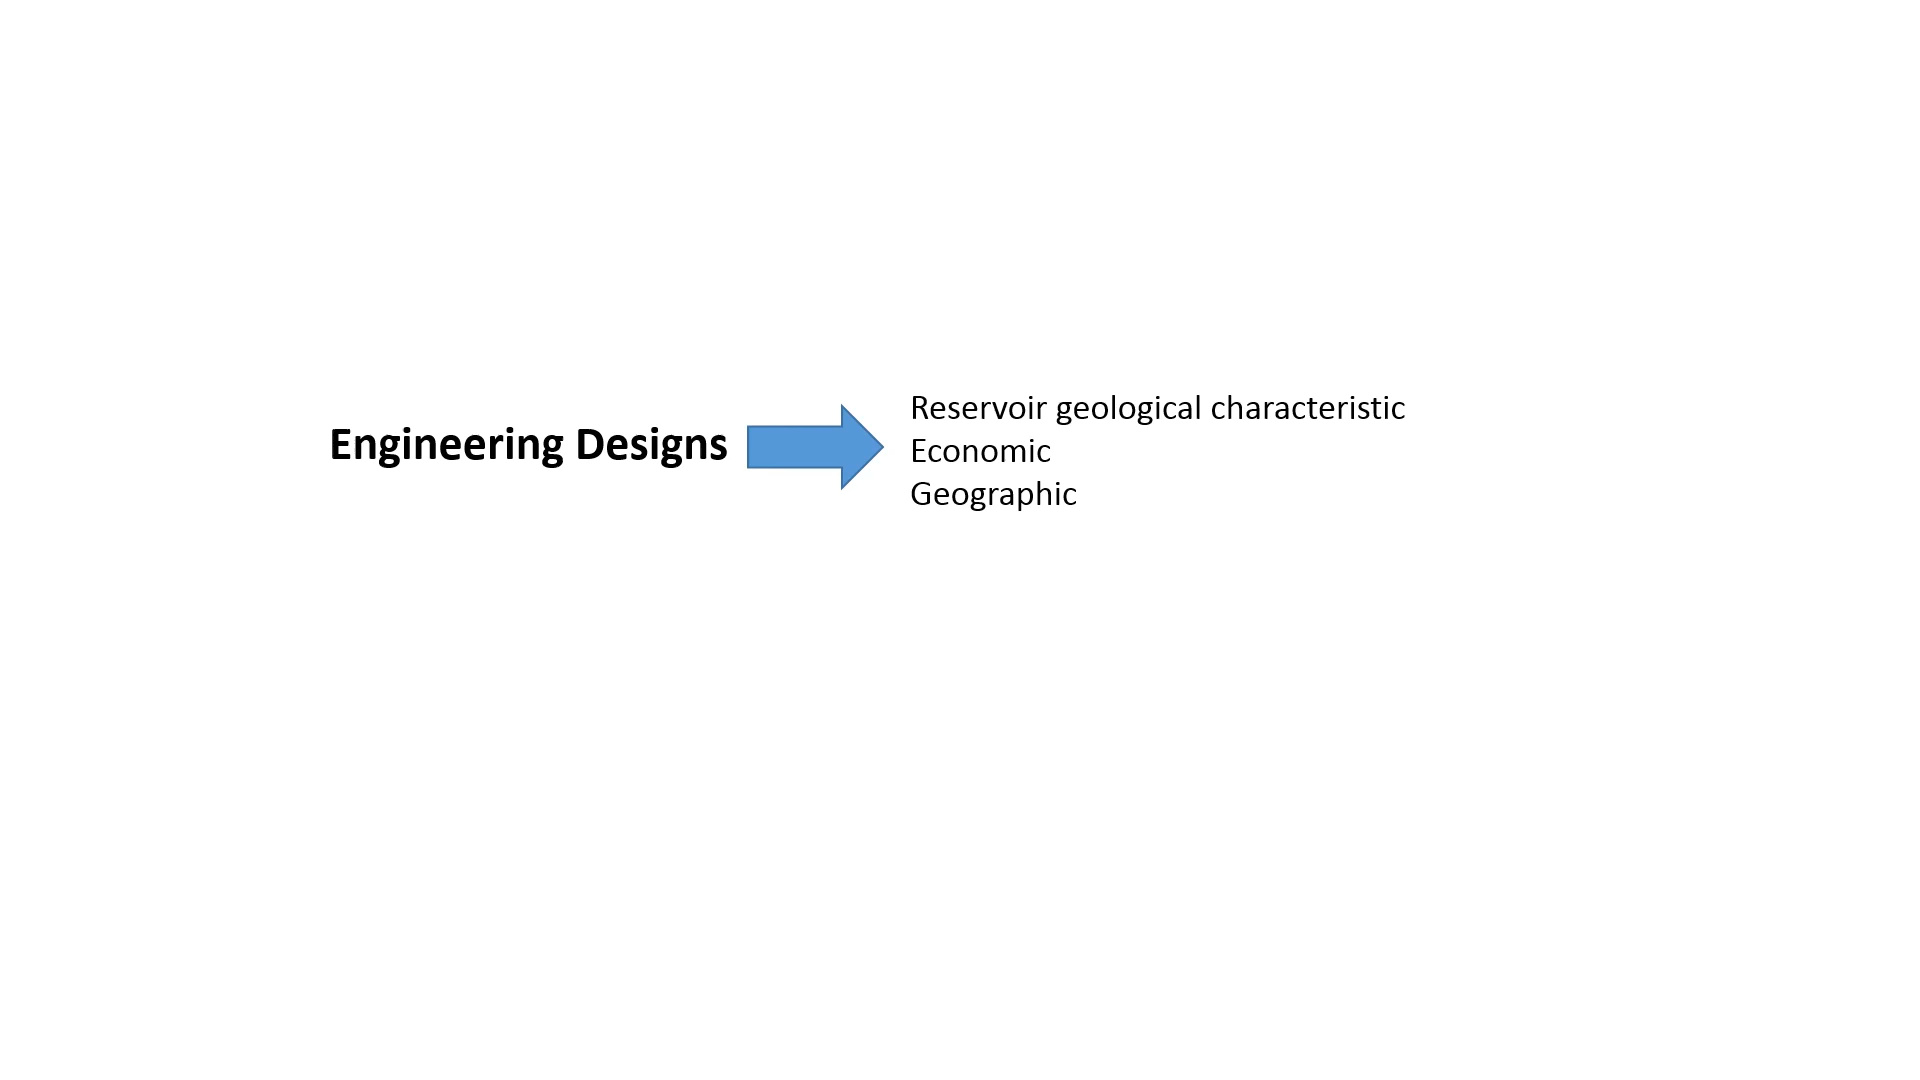 Engineering Designs
Reservoir geological characteristic
Economic
Geographic